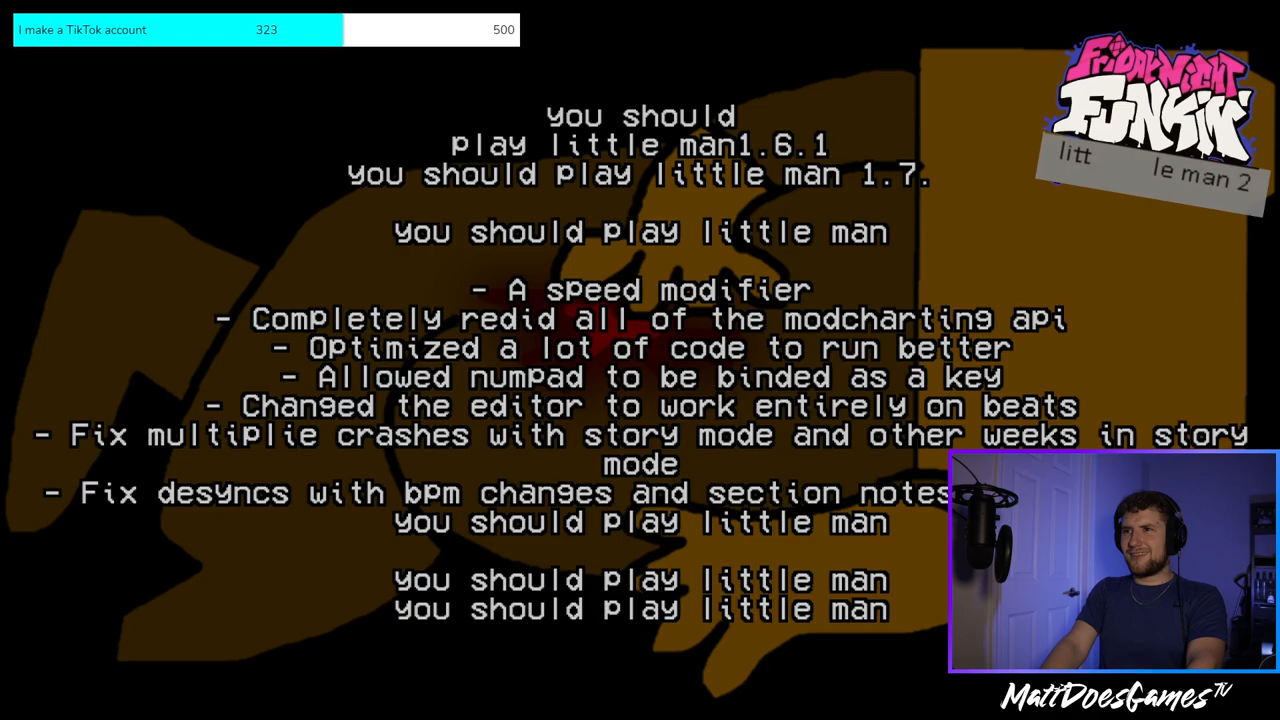 I make a TikTok account 323 500
FRIDAY NIGHT
FUNKIN'
litt le man 2
you should
play little man1.6.1
you should play little man 1.7.
you should play little man
- A speed modifier
- Completely redid all of the modcharting api
- Optimized a lot of code to run better
- Allowed numpad to be binded as a key
- Changed the editor to work entirely on beats
- Fix multiplie crashes with story mode and other weeks in story
mode
- Fix desyncs with bpm changes and section notes
you should play little man
you should play little man
you should play little man
MattDoesGames TV